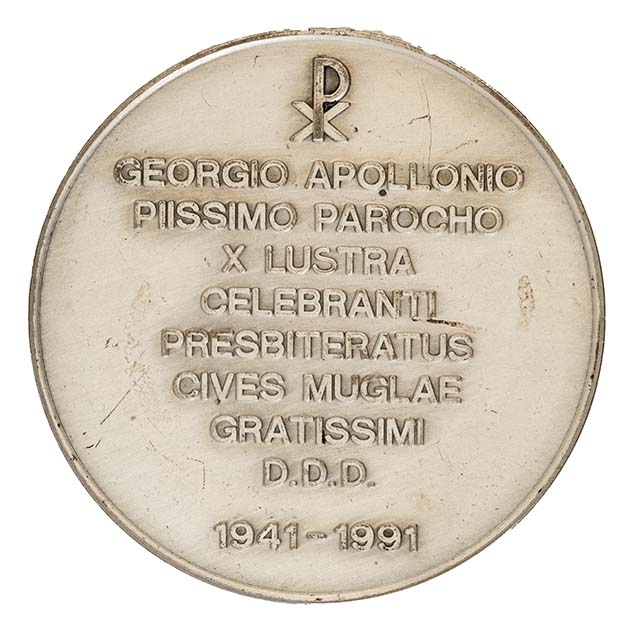 GEORGIO APOLLONIO
PIISSIMO PAROCHO
X LUSTRA
CELEBRANTI
PRESBITERATUS
CIVES MUGLAE
GRATISSIMI
D.D.D.
1941-1991